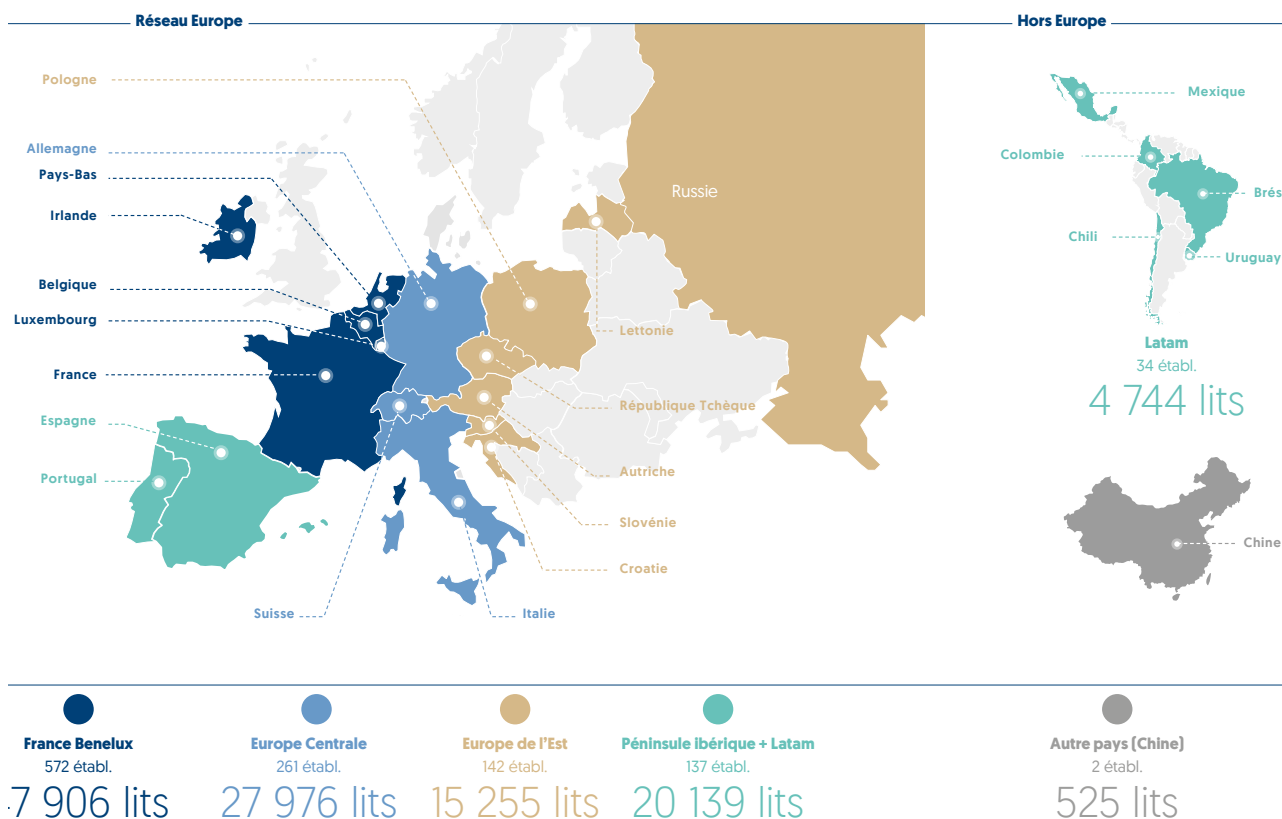 Réseau Europe
Hors Europe
Pologne
Allemagne
Pays-Bas
Irlande
Belgique
Luxembourg
France
Espagne
Portugal
Suisse
Italie
Russie
Lettonie
République Tchèque
Autriche
Slovénie
Croatie
Mexique
Colombie
Brés
Chili
Uruguay
Latam
34 établ.
4 744 lits
Chine
France Benelux
572 établ.
7 906 lits
Europe Centrale
261 établ.
27 976 lits
Europe de l’Est
142 établ.
15 255 lits
Péninsule ibérique + Latam
137 établ.
20 139 lits
Autre pays (Chine)
2 établ.
525 lits